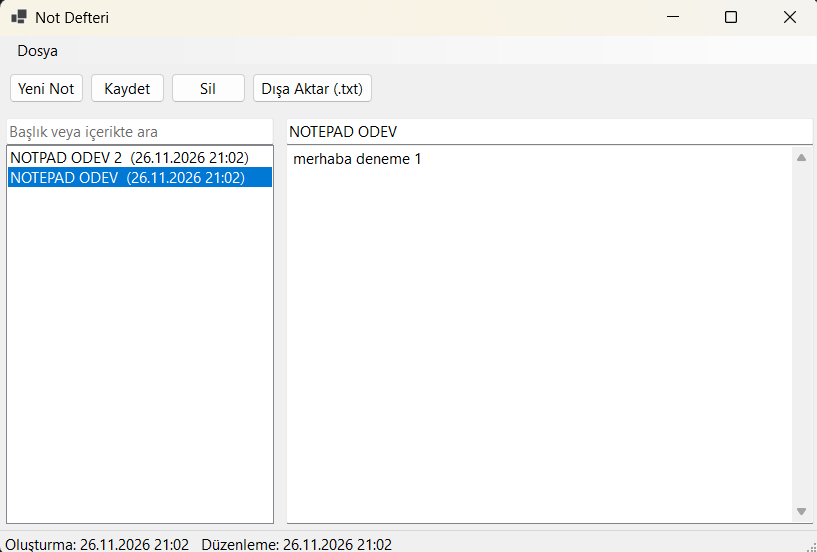 Not Defteri
Dosya
Yeni Not Kaydet Sil Dışa Aktar (.txt)
Başlık veya içerikte ara
NOTPAD ODEV 2 (26.11.2026 21:02)
NOTEPAD ODEV (26.11.2026 21:02)
NOTEPAD ODEV
merhaba deneme 1
Oluşturma: 26.11.2026 21:02 Düzenleme: 26.11.2026 21:02